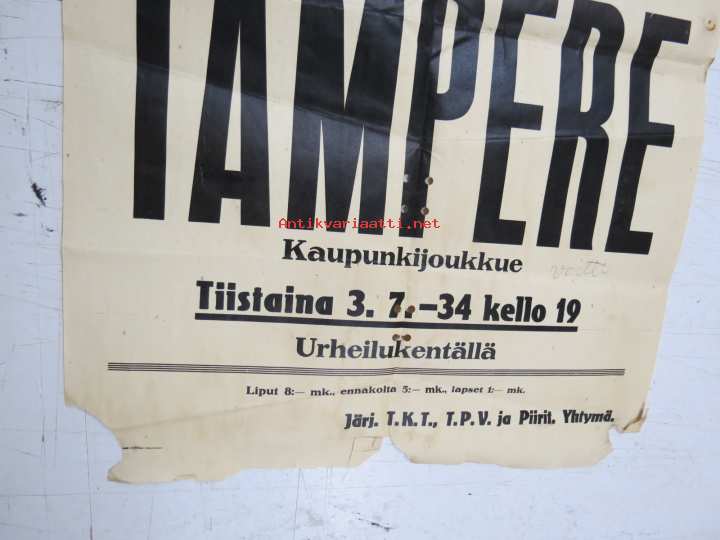 TAMPERE
Antikvariaatti.net
Kaupunkijoukkue
voitti
Tiistaina 3. 7. –34 kello 19
Urheilukentällä
Liput 8:— mk., ennakolta 5:— mk., lapset 1:— mk.
Järj. T.K.T., T.P.V. ja Piirit. Yhtymä.